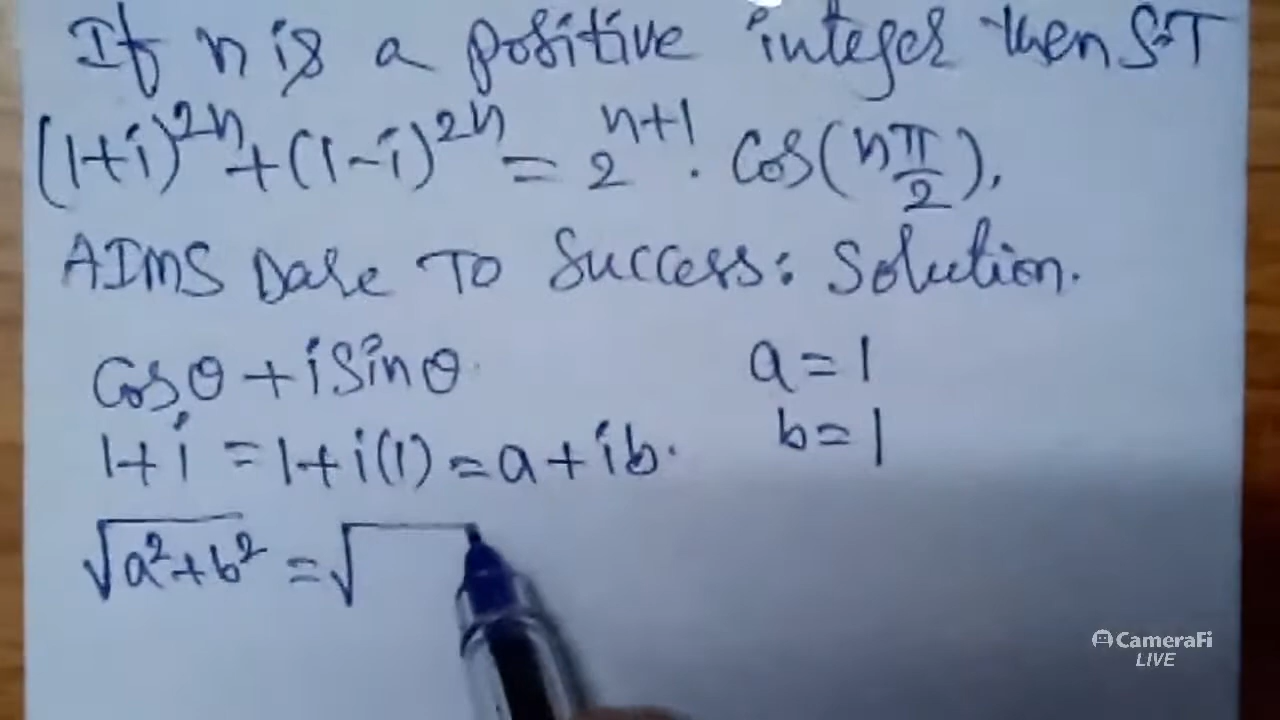 If n is a positive integer then S.T
(1+i)^2n + (1-i)^2n = 2^n+1 . Cos(nπ/2).
AIMS Dare To Success: Solution.
Cosθ + i Sinθ
a = 1
1+i = 1+i(1) = a + ib.
b = 1
√a²+b² = √
CameraFi
LIVE